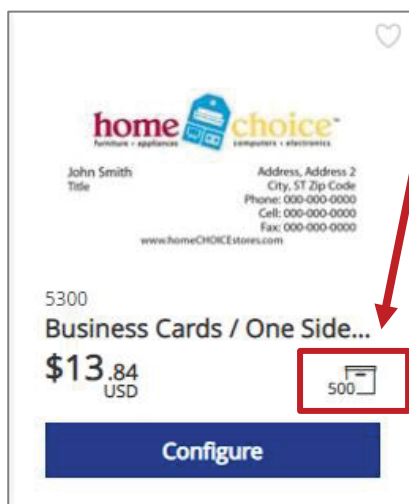 home choice™
furniture • appliances computers • electronics
John Smith
Title
Address, Address 2
City, ST Zip Code
Phone: 000-000-0000
Cell: 000-000-0000
Fax: 000-000-0000
www.homeCHOICEstores.com
5300
Business Cards / One Side...
$13.84
USD
500
Configure